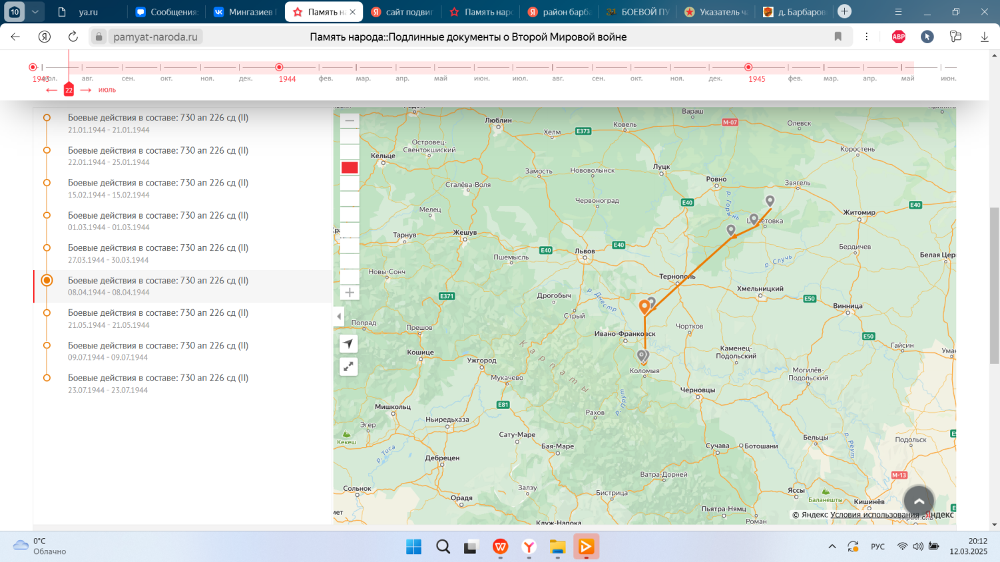 10
ya.ru
Сообщения:
Мингазиев
Память на
сайт подвиг
Память наро
район барба
БОЕВОЙ ПУ
Указатель ча
д. Барбаров
pamyat-naroda.ru
Память народа::Подлинные документы о Второй Мировой войне
ABP
1943
авг.
сен.
окт.
ноя.
дек.
1944
фев.
мар.
апр.
май
июн.
июл.
авг.
сен.
окт.
ноя.
дек.
1945
фев.
мар.
апр.
май
июн.
22
июль
Боевые действия в составе: 730 ап 226 сд (II)
21.01.1944 - 21.01.1944
Боевые действия в составе: 730 ап 226 сд (II)
22.01.1944 - 25.01.1944
Боевые действия в составе: 730 ап 226 сд (II)
15.02.1944 - 15.02.1944
Боевые действия в составе: 730 ап 226 сд (II)
01.03.1944 - 01.03.1944
Боевые действия в составе: 730 ап 226 сд (II)
27.03.1944 - 30.03.1944
Боевые действия в составе: 730 ап 226 сд (II)
08.04.1944 - 08.04.1944
Боевые действия в составе: 730 ап 226 сд (II)
21.05.1944 - 21.05.1944
Боевые действия в составе: 730 ап 226 сд (II)
09.07.1944 - 09.07.1944
Боевые действия в составе: 730 ап 226 сд (II)
23.07.1944 - 23.07.1944
Вараш
Люблин
Хелм
E373
Ковель
M-07
Олевск
Островец-
Свентокшиский
Кельце
Коростень
Луцк
Замость
Нововолынск
Ровно
Звягель
Сталёва-Воля
Червоноград
р. Горынь
E40
E40
Мелец
Житомир
Шепетовка
Тарнув
Жешув
E40
E40
Львов
Бердичев
Пшемысль
Белая Цер
р. Случь
Новы-Сонч
Тернополь
Хмельницкий
E371
Дрогобыч
р. Днестр
E50
Винница
Стрый
Попрад
Прешов
Чортков
Ивано-Франковск
E50
Гайсин
Кошице
Карпаты
Каменец-
Подольский
Уман
Ужгород
Коломыя
Могилёв-
Подольский
Мукачево
Черновцы
E81
Мишкольц
р. Прут
Рахов
Ньиредьхаза
Эгер
Кекеш
Сату-Маре
Бельцы
Подольск
Бая-Маре
Сучава
Ботошани
р. Реут
р. Тиса
Дебрецен
Ватра-Дорней
M-13
Сольнок
Залэу
Бистрица
Яссы
Баланешты
Кишинёв
Орадя
Пьятра-Нямц
Роман
Клуж-Напока
© Яндекс Условия использования
Яндекс
0°C
Облачно
РУС
20:12
12.03.2025